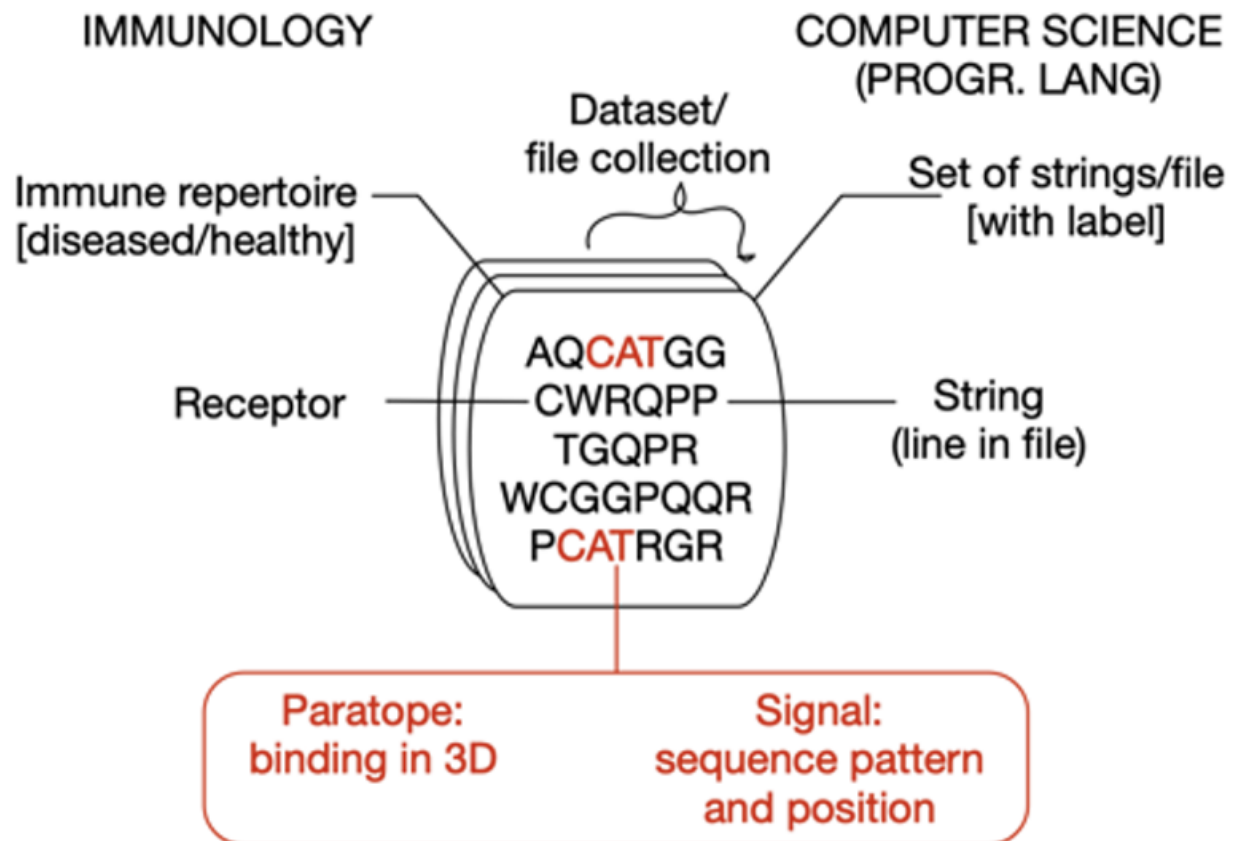 IMMUNOLOGY
COMPUTER SCIENCE
(PROGR. LANG)
Dataset/
file collection
Immune repertoire
[diseased/healthy]
Set of strings/file
[with label]
AQCATGG
CWRQPP
TGQPR
WCGGPQQR
PCATRGR
Receptor
String
(line in file)
Paratope:
binding in 3D
Signal:
sequence pattern
and position